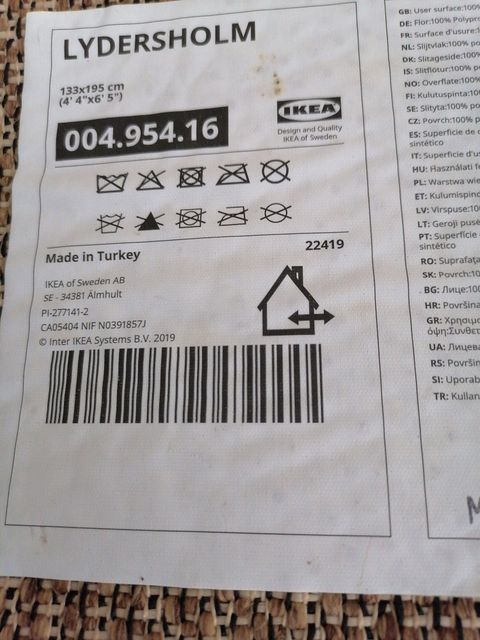 LYDERSHOLM
133x195 cm
(4' 4"x6' 5")
004.954.16
IKEA
Design and Quality
IKEA of Sweden
Made in Turkey
22419
IKEA of Sweden AB
SE - 34381 Älmhult
PI-277141-2
CA05404 NIF N0391857J
© Inter IKEA Systems B.V. 2019
GB: User surface:100%
DE: Flor:100% Polypro
FR: Surface d'usure:1
NL: Slijtvlak:100% po
DK: Slitageside:100%
IS: Slitflötur:100% p
NO: Overflate:100%
FI: Kulutuspinta:10
SE: Slityta:100% po
CZ: Povrch:100% p
ES: Superficie de
sintético
IT: Superficie d'us
HU: Használati f
PL: Warstwa wie
ET: Kulumispind
LV: Virspuse:10
LT: Geroji pusė
PT: Superfície
sintético
RO: Suprafaţa
SK: Povrch:10
BG: Лице:100
HR: Površina
GR: Χρησιμο
όψη:Συνθετ
UA: Лицева
RS: Površin
SI: Uporab
TR: Kullan